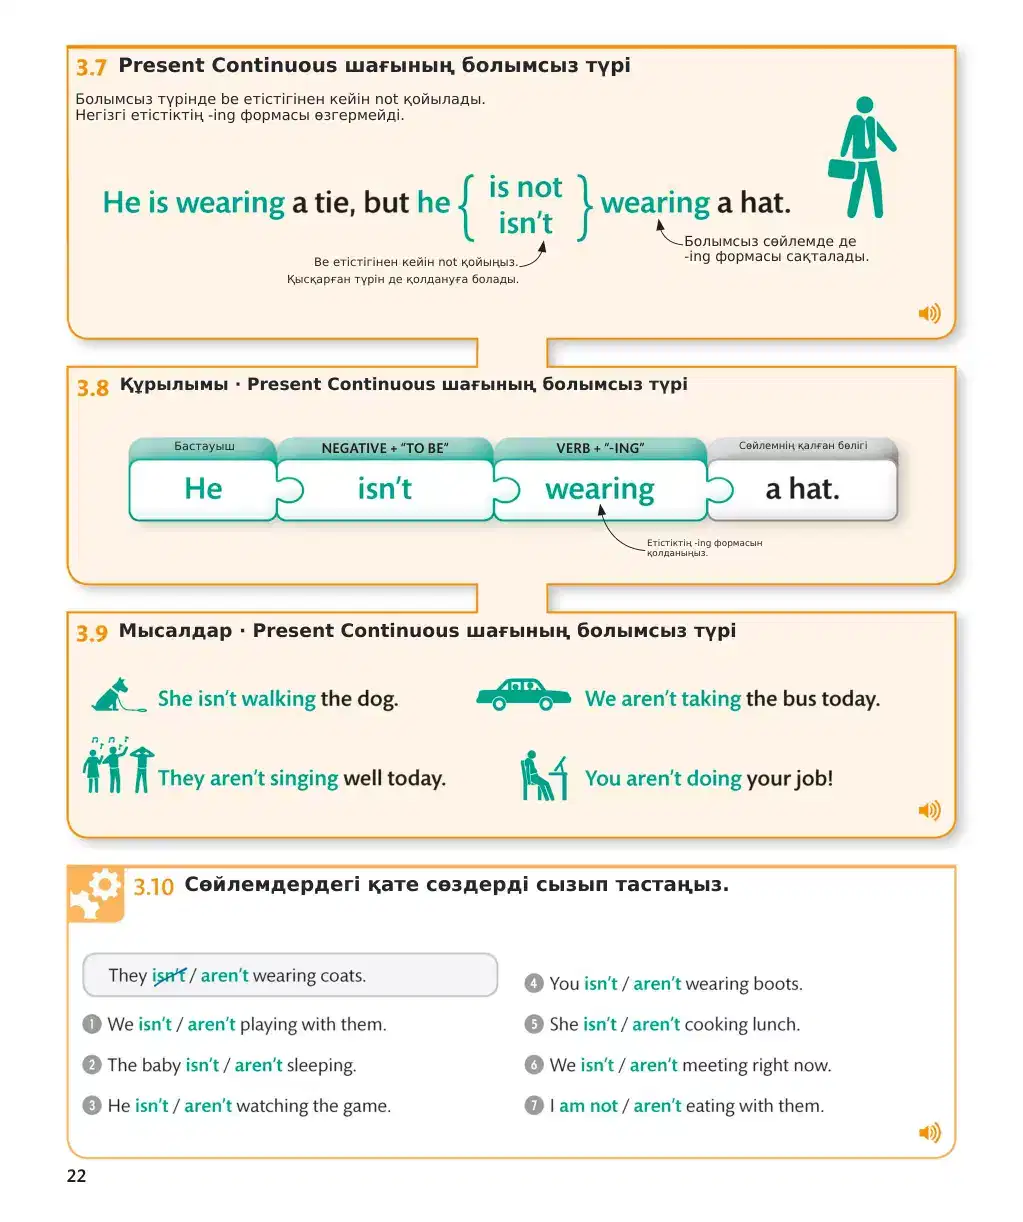 3.7 Present Continuous шағының болымсыз түрі
Болымсыз түрінде be етістігінен кейін not қойылады.
Негізгі етістіктің -ing формасы өзгермейді.
He is wearing a tie, but he { is not
isn't } wearing a hat.
Be етістігінен кейін not қойыңыз.
Қысқарған түрін де қолдануға болады.
Болымсыз сөйлемде де
-ing формасы сақталады.
3.8 Құрылымы · Present Continuous шағының болымсыз түрі
Бастауыш NEGATIVE + "TO BE" VERB + "-ING" Сөйлемнің қалған бөлігі
He isn't wearing a hat.
Етістіктің -ing формасын
қолданыңыз.
3.9 Мысалдар · Present Continuous шағының болымсыз түрі
She isn't walking the dog.
We aren't taking the bus today.
They aren't singing well today.
You aren't doing your job!
3.10 Сөйлемдердегі қате сөздерді сызып тастаңыз.
They isn't / aren't wearing coats.
1 We isn't / aren't playing with them.
2 The baby isn't / aren't sleeping.
3 He isn't / aren't watching the game.
4 You isn't / aren't wearing boots.
5 She isn't / aren't cooking lunch.
6 We isn't / aren't meeting right now.
7 I am not / aren't eating with them.
22